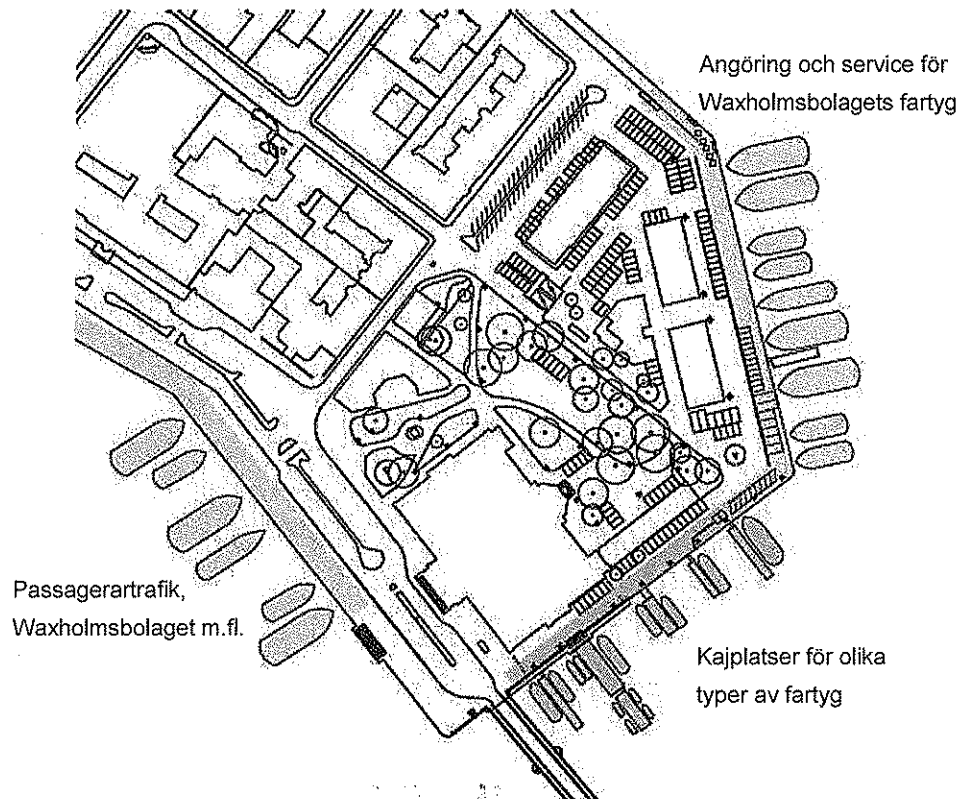 Angöring och service för
Waxholmsbolagets fartyg
Passagerartrafik,
Waxholmsbolaget m.fl.
Kajplatser för olika
typer av fartyg